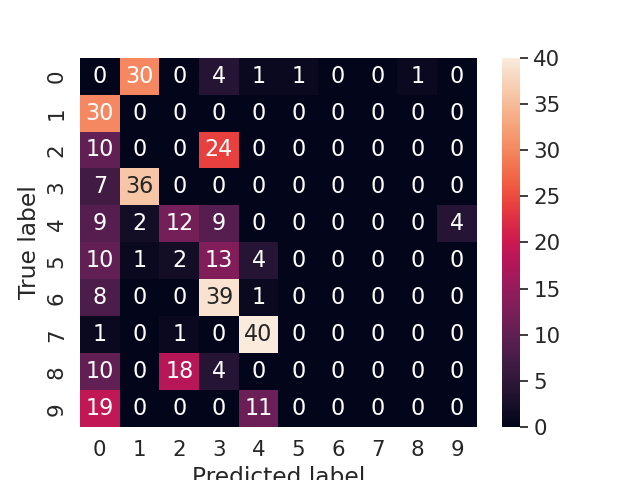 0 0 30 0 4 1 1 0 0 1 0
1 30 0 0 0 0 0 0 0 0 0
2 10 0 0 24 0 0 0 0 0 0
3 7 36 0 0 0 0 0 0 0 0
4 9 2 12 9 0 0 0 0 0 4
5 10 1 2 13 4 0 0 0 0 0
6 8 0 0 39 1 0 0 0 0 0
7 1 0 1 0 40 0 0 0 0 0
8 10 0 18 4 0 0 0 0 0 0
9 19 0 0 0 11 0 0 0 0 0
0 1 2 3 4 5 6 7 8 9
Predicted label
True label
40
35
30
25
20
15
10
5
0